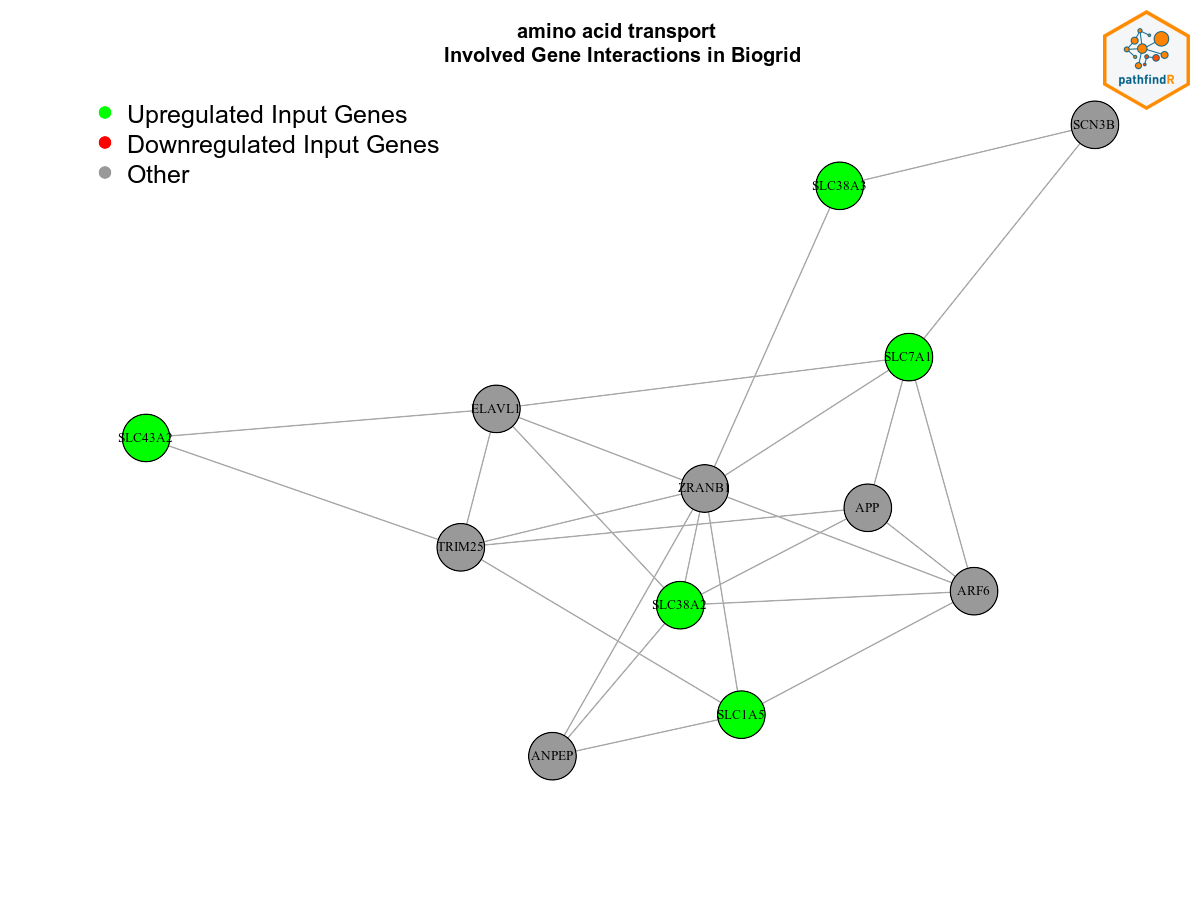 amino acid transport
Involved Gene Interactions in Biogrid
pathfindR
Upregulated Input Genes
Downregulated Input Genes
Other
SCN3B
SLC38A3
SLC7A1
ELAVL1
SLC43A2
ZRANB1
APP
TRIM25
ARF6
SLC38A2
SLC1A5
ANPEP